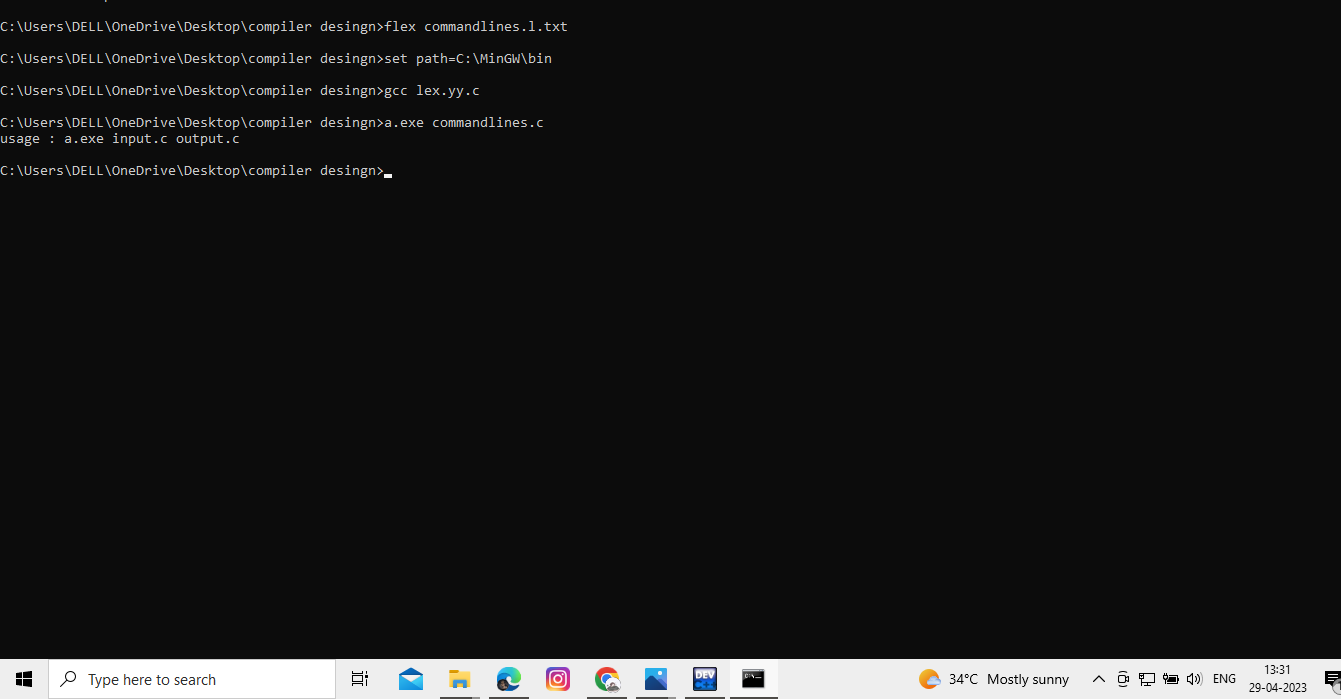 C:\Users\DELL\OneDrive\Desktop\compiler desingn>flex commandlines.l.txt
C:\Users\DELL\OneDrive\Desktop\compiler desingn>set path=C:\MinGW\bin
C:\Users\DELL\OneDrive\Desktop\compiler desingn>gcc lex.yy.c
C:\Users\DELL\OneDrive\Desktop\compiler desingn>a.exe commandlines.c
usage : a.exe input.c output.c
C:\Users\DELL\OneDrive\Desktop\compiler desingn>
Type here to search
DEV
34°C Mostly sunny
ENG
13:31
29-04-2023